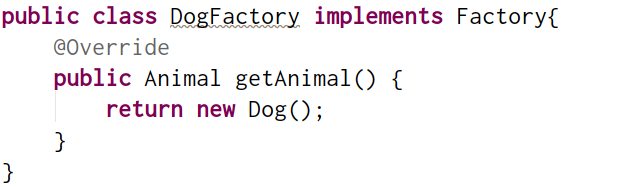 public class DogFactory implements Factory{
@Override
public Animal getAnimal() {
return new Dog();
}
}